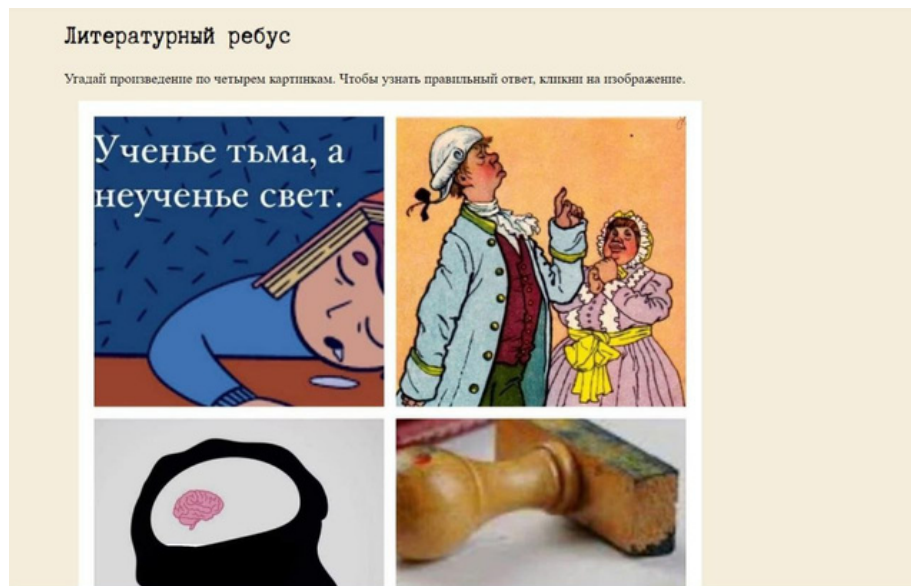 Литературный ребус
Угадай произведение по четырем картинкам. Чтобы узнать правильный ответ, кликни на изображение.
Ученье тьма, а
неученье свет.